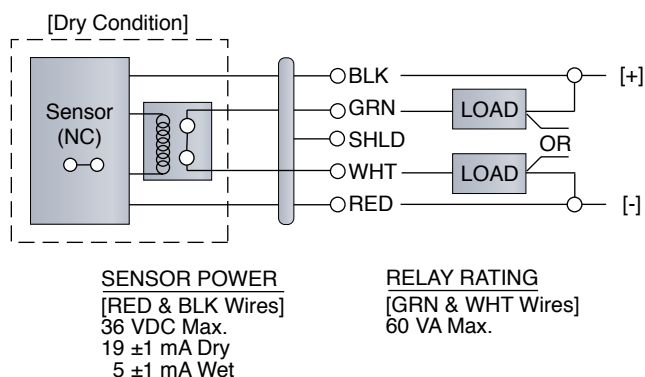 [Dry Condition]
Sensor
(NC)
BLK
GRN
SHLD
WHT
RED
LOAD
OR
LOAD
[+]
[-]
SENSOR POWER
[RED & BLK Wires]
36 VDC Max.
19 ±1 mA Dry
5 ±1 mA Wet
RELAY RATING
[GRN & WHT Wires]
60 VA Max.